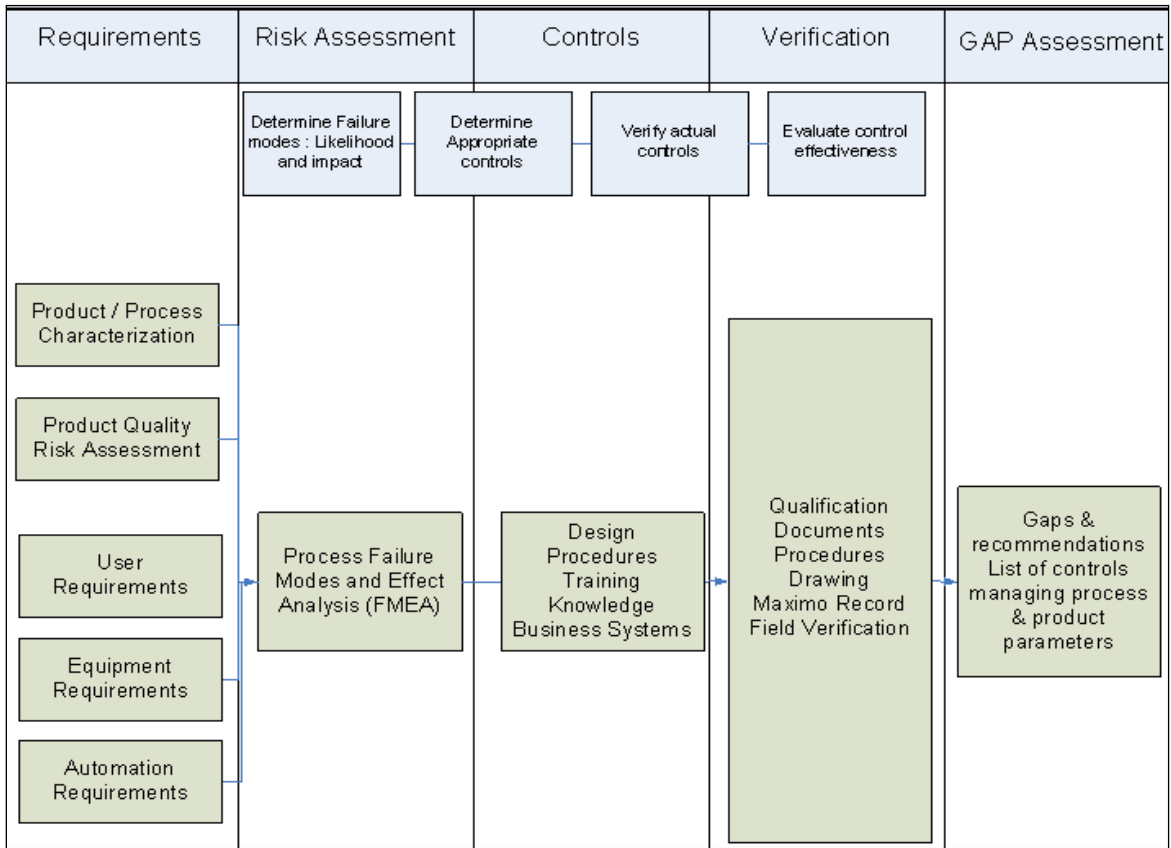 Requirements
Risk Assessment
Controls
Verification
GAP Assessment
Determine Failure
modes : Likelihood
and impact
Determine
Appropriate
controls
Verify actual
controls
Evaluate control
effectiveness
Product / Process
Characterization
Product Quality
Risk Assessment
User
Requirements
Equipment
Requirements
Automation
Requirements
Process Failure
Modes and Effect
Analysis (FMEA)
Design
Procedures
Training
Knowledge
Business Systems
Qualification
Documents
Procedures
Drawing
Maximo Record
Field Verification
Gaps &
recommendations
List of controls
managing process
& product
parameters